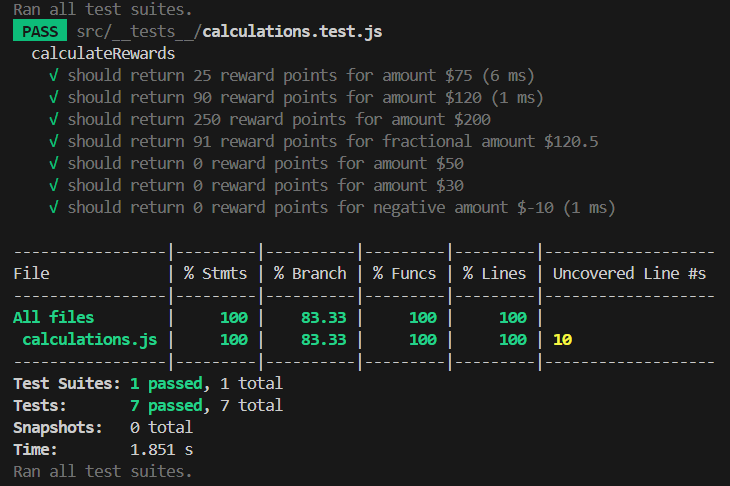 Ran all test suites.
PASS src/__tests__/calculations.test.js
calculateRewards
√ should return 25 reward points for amount $75 (6 ms)
√ should return 90 reward points for amount $120 (1 ms)
√ should return 250 reward points for amount $200
√ should return 91 reward points for fractional amount $120.5
√ should return 0 reward points for amount $50
√ should return 0 reward points for amount $30
√ should return 0 reward points for negative amount $-10 (1 ms)
-----------------|---------|----------|---------|---------|-------------------
File             | % Stmts | % Branch | % Funcs | % Lines | Uncovered Line #s
-----------------|---------|----------|---------|---------|-------------------
All files        |     100 |    83.33 |     100 |     100 |
 calculations.js |     100 |    83.33 |     100 |     100 | 10
-----------------|---------|----------|---------|---------|-------------------
Test Suites: 1 passed, 1 total
Tests:       7 passed, 7 total
Snapshots:   0 total
Time:        1.851 s
Ran all test suites.